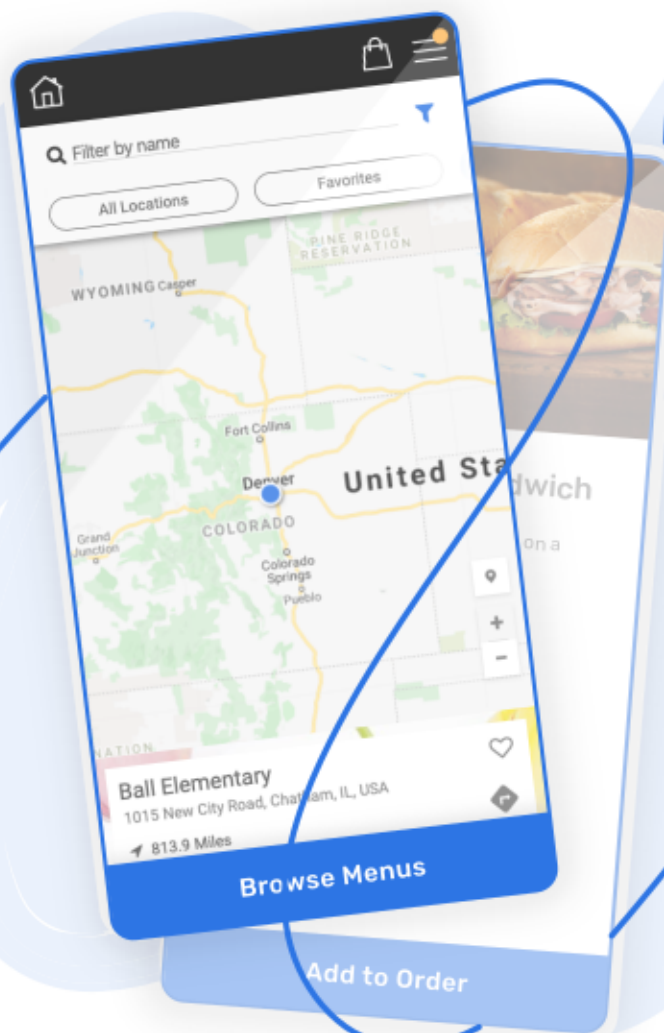 Filter by name
All Locations
Favorites
PINE RIDGE
RESERVATION
WYOMING
Casper
Fort Collins
Denver
United Sta
COLORADO
Grand
Junction
Colorado
Springs
Pueblo
NATION
dwich
on a
Ball Elementary
1015 New City Road, Chatham, IL, USA
813.9 Miles
Browse Menus
Add to Order